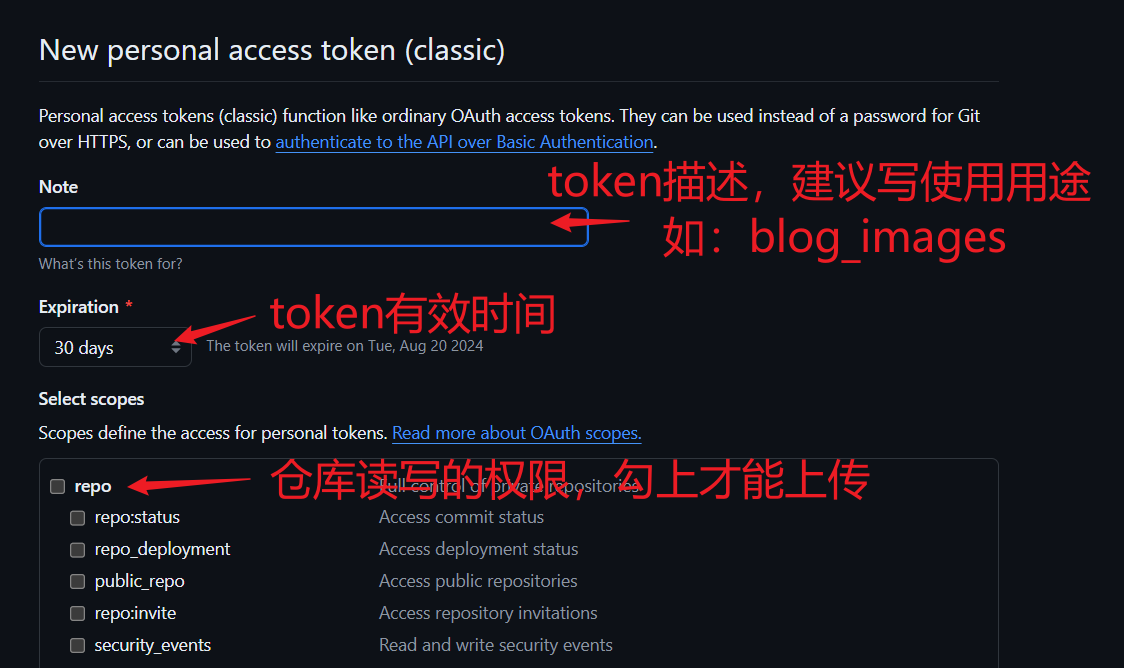 New personal access token (classic)
Personal access tokens (classic) function like ordinary OAuth access tokens. They can be used instead of a password for Git
over HTTPS, or can be used to authenticate to the API over Basic Authentication.
Note
token描述，建议写使用用途
如：blog_images
What's this token for?
Expiration *
token有效时间
30 days
The token will expire on Tue, Aug 20 2024
Select scopes
Scopes define the access for personal tokens. Read more about OAuth scopes.
repo
Full control of private repositories
仓库读写的权限，勾上才能上传
repo:status Access commit status
repo_deployment Access deployment status
public_repo Access public repositories
repo:invite Access repository invitations
security_events Read and write security events